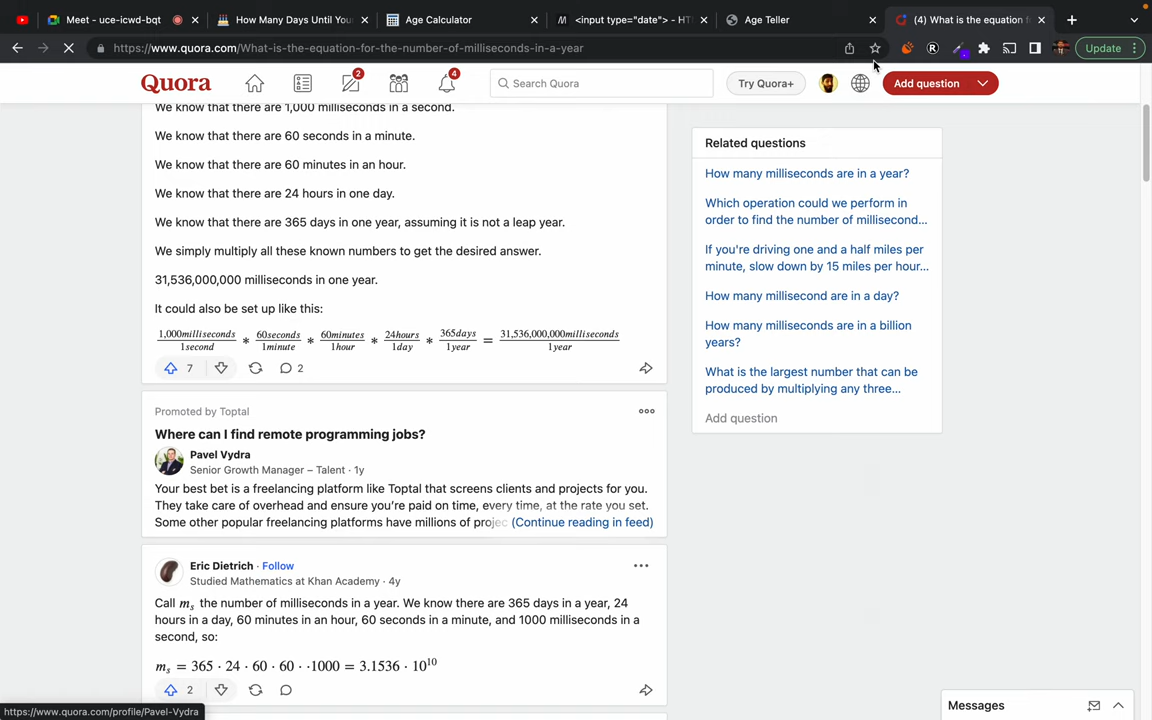 Meet - uce-icwd-bqt
How Many Days Until You
Age Calculator
<input type="date"> - HT
Age Teller
(4) What is the equation f
https://www.quora.com/What-is-the-equation-for-the-number-of-milliseconds-in-a-year
Update
Quora
2
4
Search Quora
Try Quora+
Add question
We know that there are 1,000 milliseconds in a second.
We know that there are 60 seconds in a minute.
We know that there are 60 minutes in an hour.
We know that there are 24 hours in one day.
We know that there are 365 days in one year, assuming it is not a leap year.
We simply multiply all these known numbers to get the desired answer.
31,536,000,000 milliseconds in one year.
It could also be set up like this:
1,000milliseconds/1second * 60seconds/1minute * 60minutes/1hour * 24hours/1day * 365days/1year = 31,536,000,000milliseconds/1year
7
2
Promoted by Toptal
Where can I find remote programming jobs?
Pavel Vydra
Senior Growth Manager – Talent · 1y
Your best bet is a freelancing platform like Toptal that screens clients and projects for you.
They take care of overhead and ensure you're paid on time, every time, at the rate you set.
Some other popular freelancing platforms have millions of projec (Continue reading in feed)
Eric Dietrich · Follow
Studied Mathematics at Khan Academy · 4y
Call mₛ the number of milliseconds in a year. We know there are 365 days in a year, 24
hours in a day, 60 minutes in an hour, 60 seconds in a minute, and 1000 milliseconds in a
second, so:
mₛ = 365 · 24 · 60 · 60 · ·1000 = 3.1536 · 10¹⁰
2
Related questions
How many milliseconds are in a year?
Which operation could we perform in
order to find the number of millisecond...
If you're driving one and a half miles per
minute, slow down by 15 miles per hour...
How many millisecond are in a day?
How many milliseconds are in a billion
years?
What is the largest number that can be
produced by multiplying any three...
Add question
https://www.quora.com/profile/Pavel-Vydra
Messages